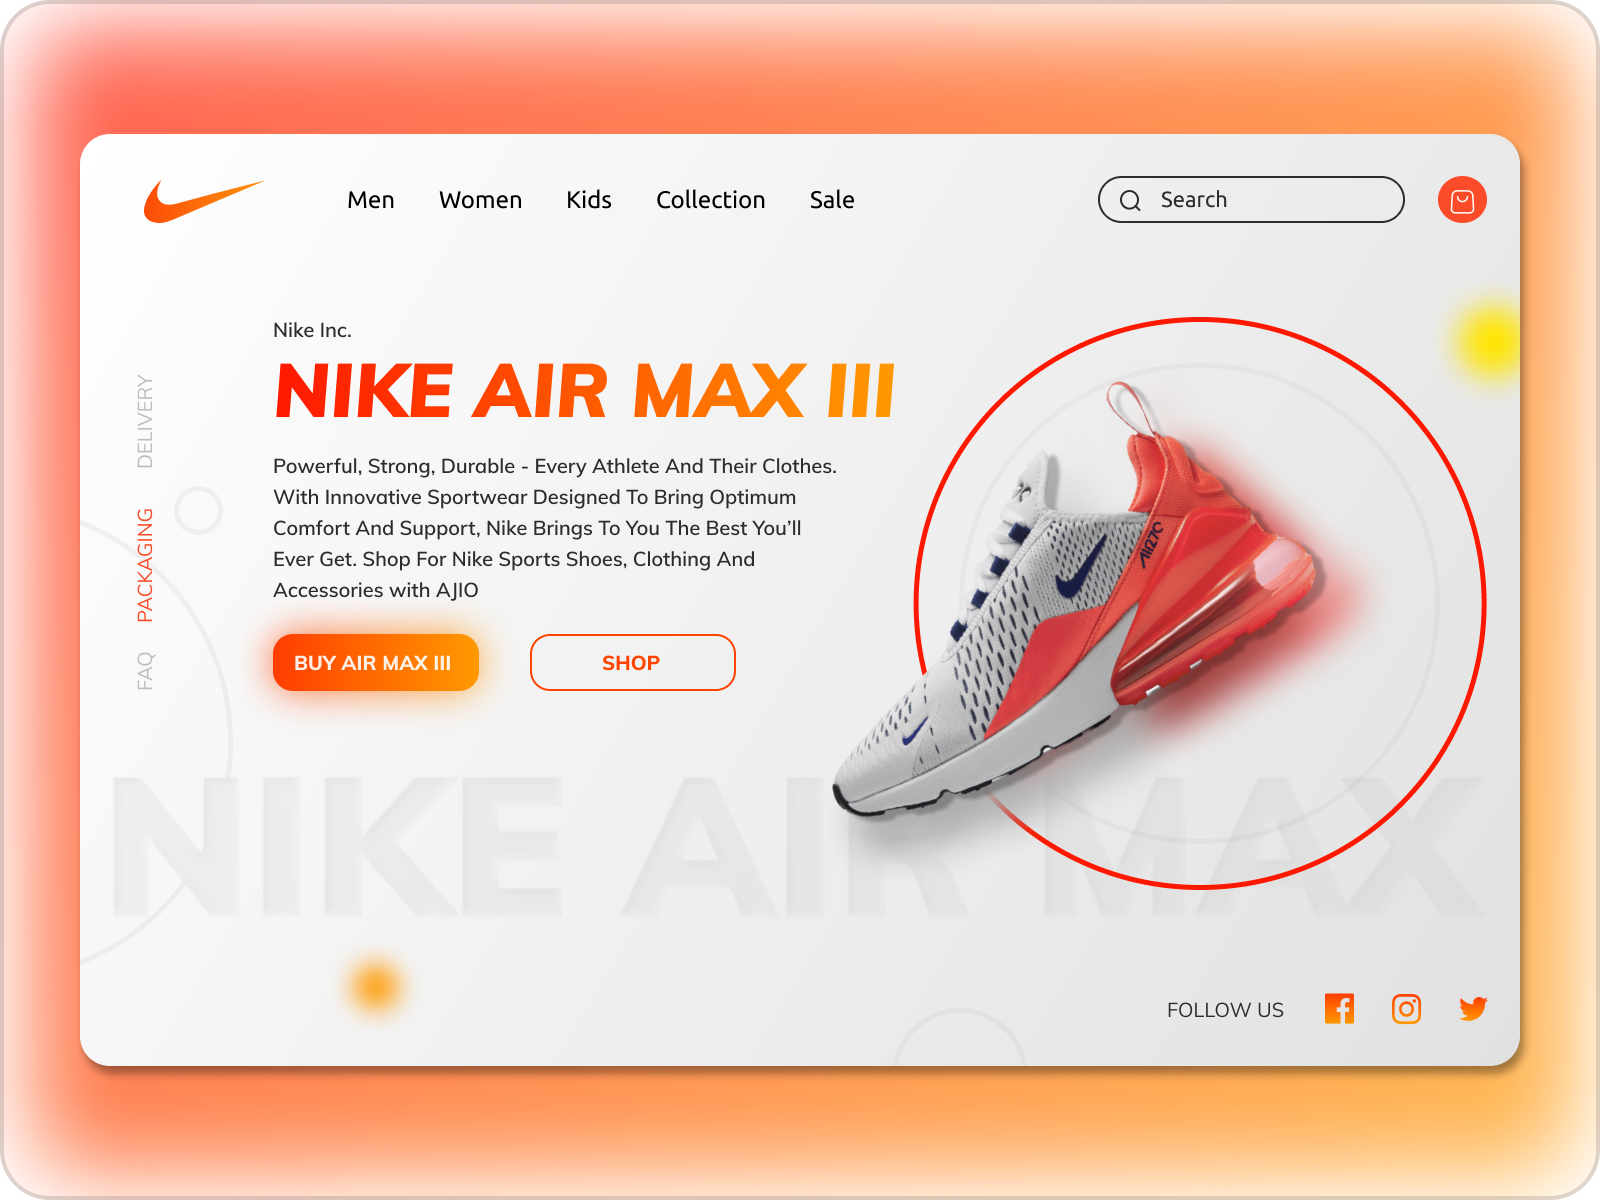 Men Women Kids Collection Sale Search
Nike Inc.
NIKE AIR MAX III
Powerful, Strong, Durable - Every Athlete And Their Clothes.
With Innovative Sportwear Designed To Bring Optimum
Comfort And Support, Nike Brings To You The Best You’ll
Ever Get. Shop For Nike Sports Shoes, Clothing And
Accessories with AJIO
BUY AIR MAX III SHOP
DELIVERY
PACKAGING
FAQ
Air27C
7C
NIKE AIR MAX
FOLLOW US